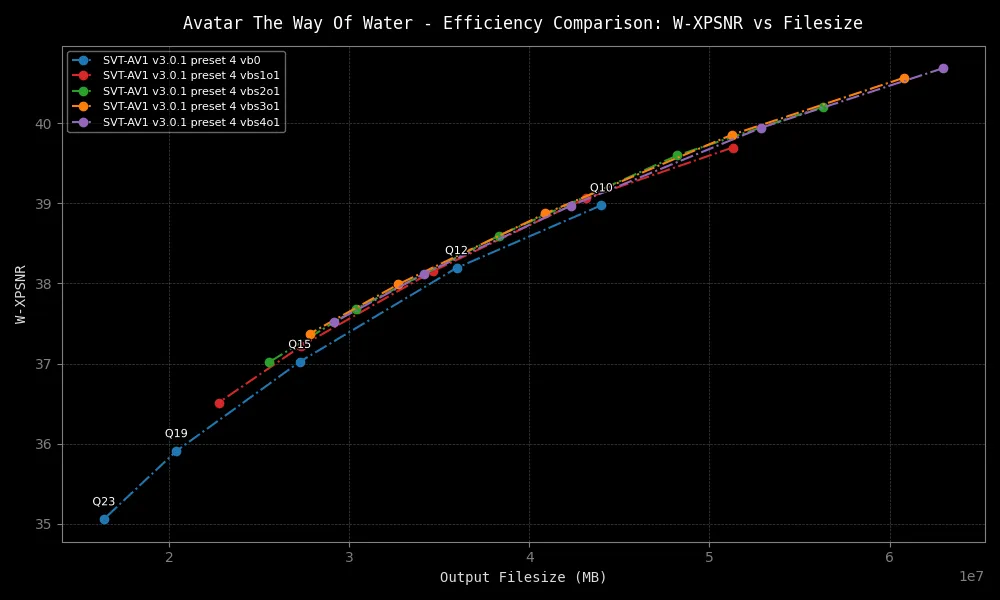 Avatar The Way Of Water - Efficiency Comparison: W-XPSNR vs Filesize
SVT-AV1 v3.0.1 preset 4 vb0
SVT-AV1 v3.0.1 preset 4 vbs1o1
SVT-AV1 v3.0.1 preset 4 vbs2o1
SVT-AV1 v3.0.1 preset 4 vbs3o1
SVT-AV1 v3.0.1 preset 4 vbs4o1
40
39
38
37
36
35
W-XPSNR
Q10
Q12
Q15
Q19
Q23
2 3 4 5 6
1e7
Output Filesize (MB)